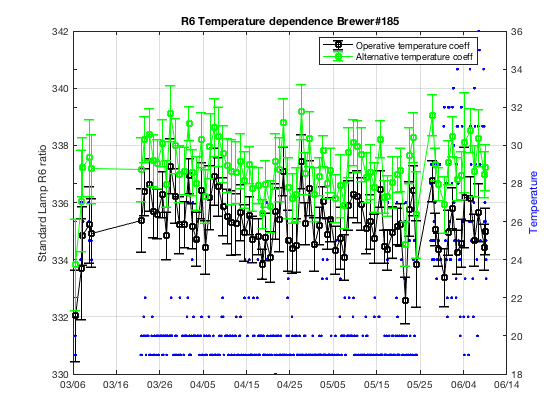 R6 Temperature dependence Brewer#185
Operative temperature coeff
Alternative temperature coeff
Standard Lamp R6 ratio
Temperature
342
340
338
336
334
332
330
36
34
32
30
28
26
24
22
20
18
03/06 03/16 03/26 04/05 04/15 04/25 05/05 05/15 05/25 06/04 06/14